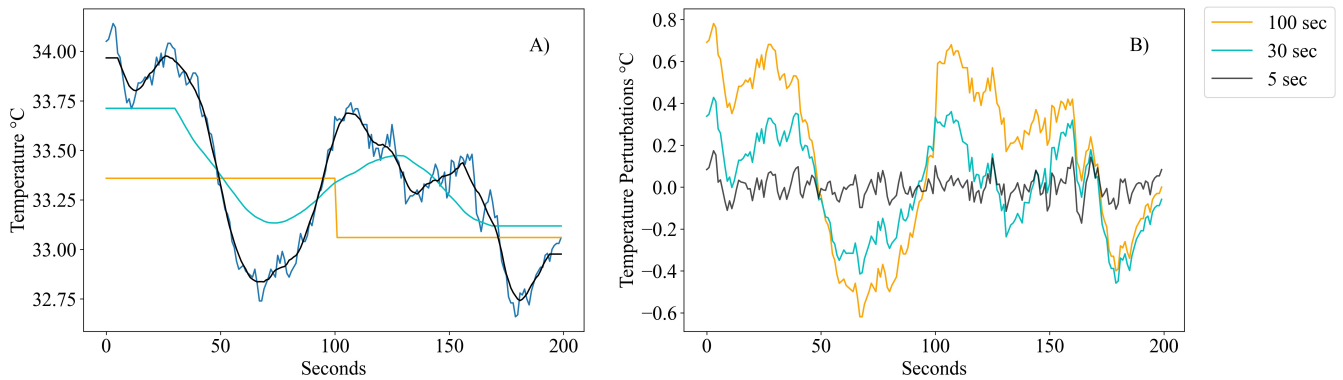 Temperature °C
34.00
33.75
33.50
33.25
33.00
32.75
A)
0
50
100
150
200
Seconds
Temperature Perturbations °C
0.8
0.6
0.4
0.2
0.0
−0.2
−0.4
−0.6
B)
0
50
100
150
200
Seconds
100 sec
30 sec
5 sec